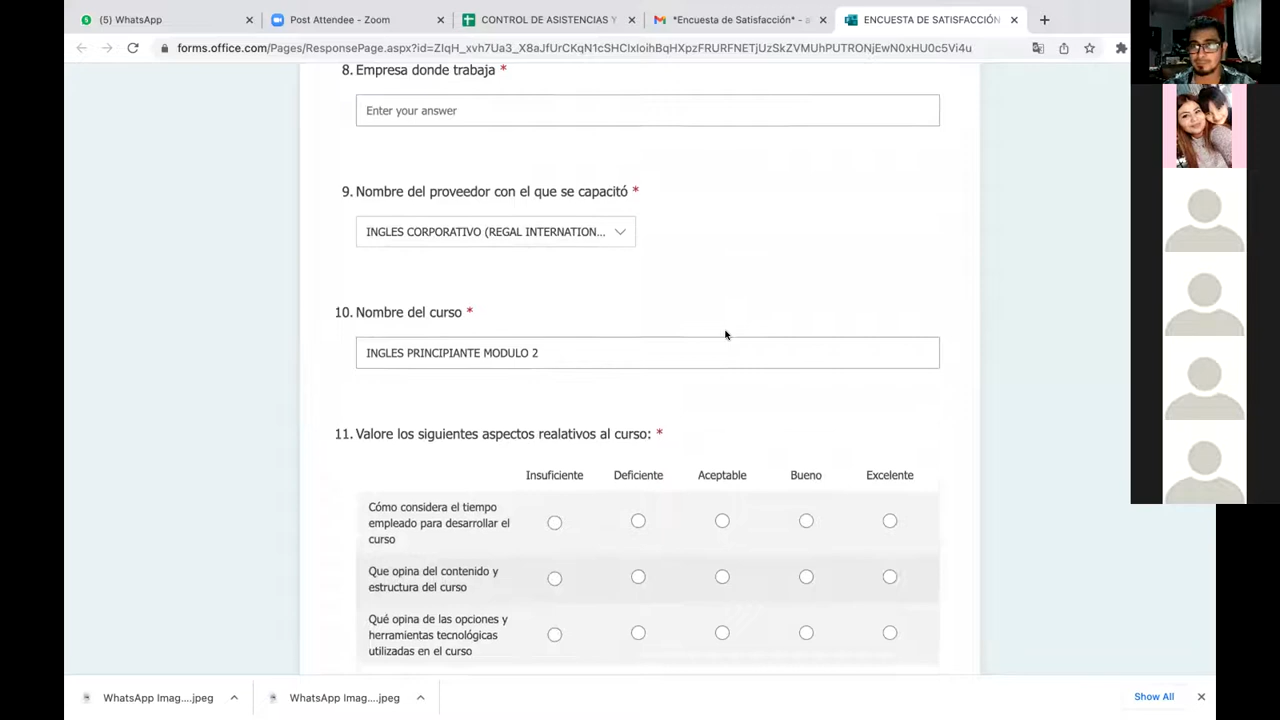 (5) WhatsApp
Post Attendee - Zoom
CONTROL DE ASISTENCIAS Y
*Encuesta de Satisfacción* - a
ENCUESTA DE SATISFACCIÓN
forms.office.com/Pages/ResponsePage.aspx?id=ZIqH_xvh7Ua3_X8aJfUrCKqN1cSHClxIoihBqHXpzFRURFNETjUzSkZVMUhPUTRONjEwN0xHU0c5Vi4u
8. Empresa donde trabaja *
Enter your answer
9. Nombre del proveedor con el que se capacitó *
INGLES CORPORATIVO (REGAL INTERNATION...
10. Nombre del curso *
INGLES PRINCIPIANTE MODULO 2
11. Valore los siguientes aspectos realativos al curso: *
Insuficiente Deficiente Aceptable Bueno Excelente
Cómo considera el tiempo
empleado para desarrollar el
curso
Que opina del contenido y
estructura del curso
Qué opina de las opciones y
herramientas tecnológicas
utilizadas en el curso
WhatsApp Imag....jpeg
WhatsApp Imag....jpeg
Show All